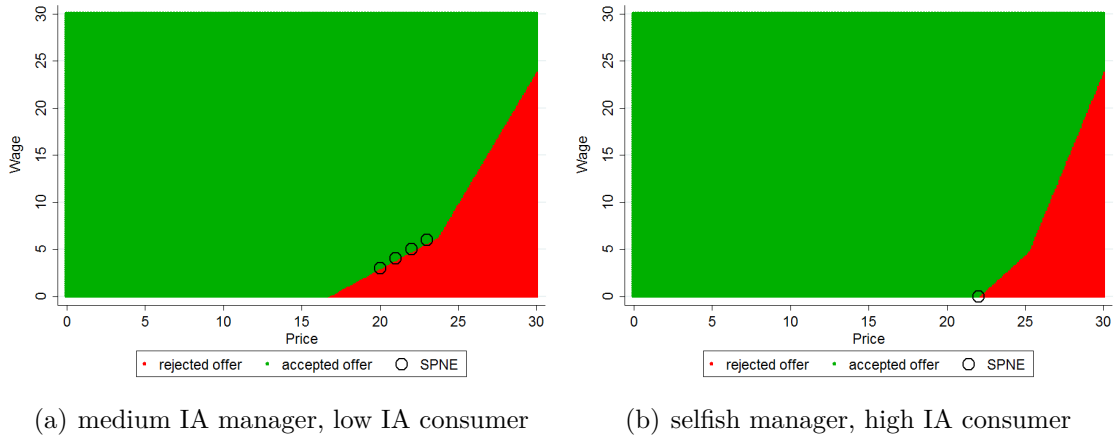 30
25
20
15
10
5
0
Wage
0 5 10 15 20 25 30
Price
rejected offer accepted offer SPNE
(a) medium IA manager, low IA consumer
30
25
20
15
10
5
0
Wage
0 5 10 15 20 25 30
Price
rejected offer accepted offer SPNE
(b) selfish manager, high IA consumer